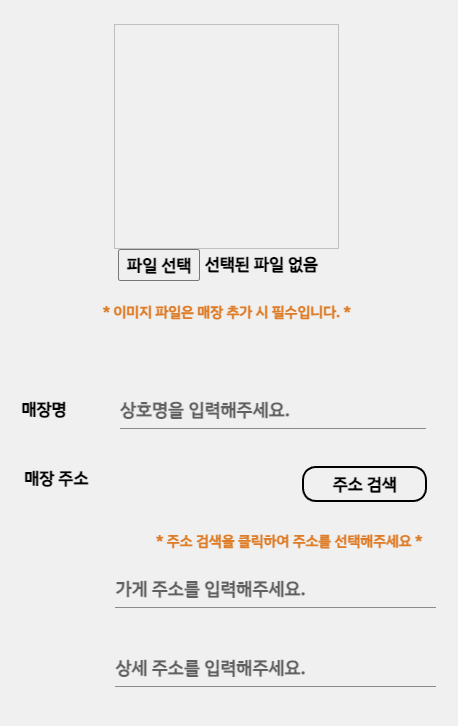 파일 선택 선택된 파일 없음
* 이미지 파일은 매장 추가 시 필수입니다. *
매장명 상호명을 입력해주세요.
매장 주소 주소 검색
* 주소 검색을 클릭하여 주소를 선택해주세요 *
가게 주소를 입력해주세요.
상세 주소를 입력해주세요.